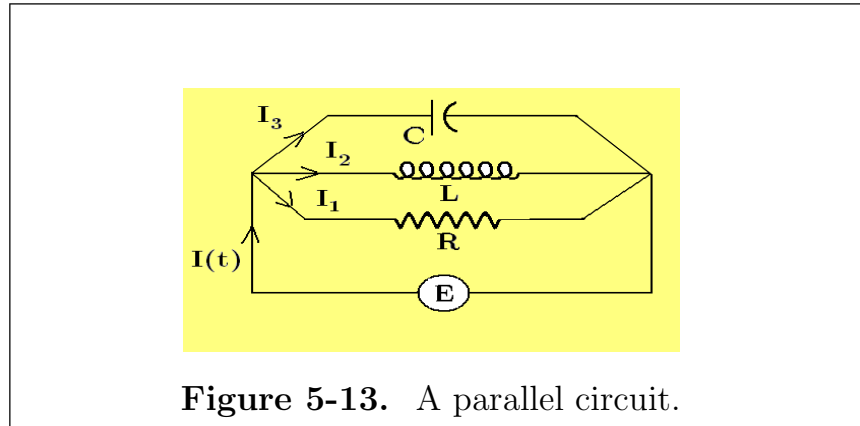 I3
C
I2
L
I1
R
I(t)
E
Figure 5-13. A parallel circuit.